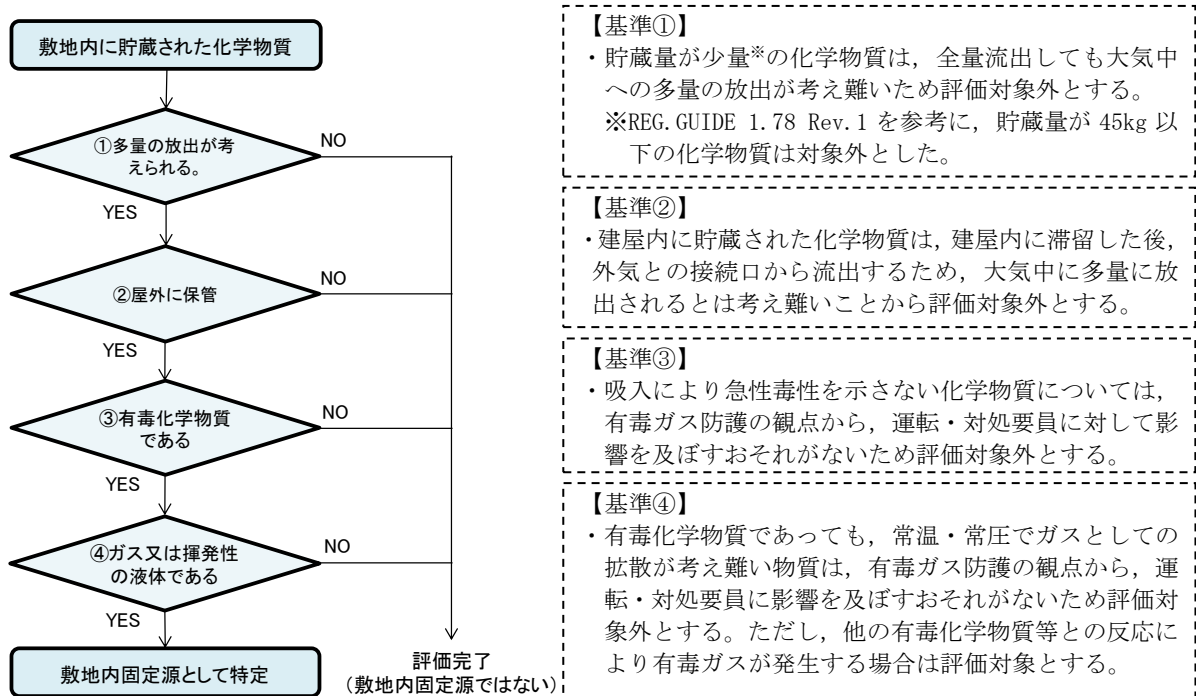 敷地内に貯蔵された化学物質
①多量の放出が考
えられる。
NO
YES
②屋外に保管
NO
YES
③有毒化学物質
である
NO
YES
④ガス又は揮発性
の液体である
NO
YES
敷地内固定源として特定
評価完了
（敷地内固定源ではない）
【基準①】
・貯蔵量が少量※の化学物質は，全量流出しても大気中
への多量の放出が考え難いため評価対象外とする。
※REG.GUIDE 1.78 Rev.1 を参考に，貯蔵量が 45kg 以
下の化学物質は対象外とした。
【基準②】
・建屋内に貯蔵された化学物質は，建屋内に滞留した後，
外気との接続口から流出するため，大気中に多量に放
出されるとは考え難いことから評価対象外とする。
【基準③】
・吸入により急性毒性を示さない化学物質については，
有毒ガス防護の観点から，運転・対処要員に対して影
響を及ぼすおそれがないため評価対象外とする。
【基準④】
・有毒化学物質であっても，常温・常圧でガスとしての
拡散が考え難い物質は，有毒ガス防護の観点から，運
転・対処要員に影響を及ぼすおそれがないため評価対
象外とする。ただし，他の有毒化学物質等との反応に
より有毒ガスが発生する場合は評価対象とする。